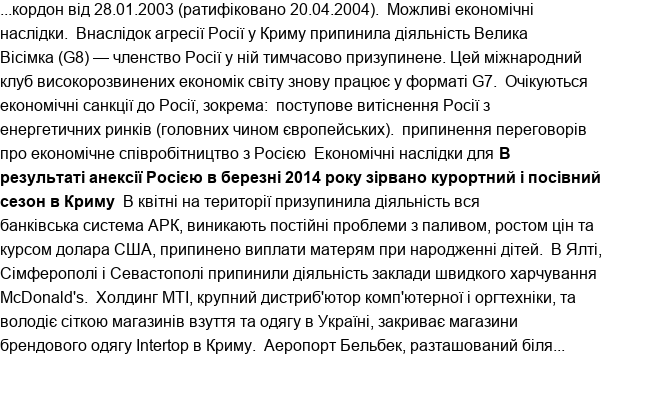 ...кордон від 28.01.2003 (ратифіковано 20.04.2004).  Можливі економічні
наслідки.  Внаслідок агресії Росії у Криму припинила діяльність Велика
Вісімка (G8) — членство Росії у ній тимчасово призупинене. Цей міжнародний
клуб високорозвинених економік світу знову працює у форматі G7.  Очікуються
економічні санкції до Росії, зокрема:  поступове витіснення Росії з
енергетичних ринків (головних чином європейських).  припинення переговорів
про економічне співробітництво з Росією  Економічні наслідки для В
результаті анексії Росією в березні 2014 року зірвано курортний і посівний
сезон в Криму  В квітні на території призупинила діяльність вся
банківська система АРК, виникають постійні проблеми з паливом, ростом цін та
курсом долара США, припинено виплати матерям при народженні дітей.  В Ялті,
Сімферополі і Севастополі припинили діяльність заклади швидкого харчування
McDonald's.  Холдинг МТІ, крупний дистриб'ютор комп'ютерної і оргтехніки, та
володіє сіткою магазинів взуття та одягу в Україні, закриває магазини
брендового одягу Intertop в Криму.  Аеропорт Бельбек, разташований біля...